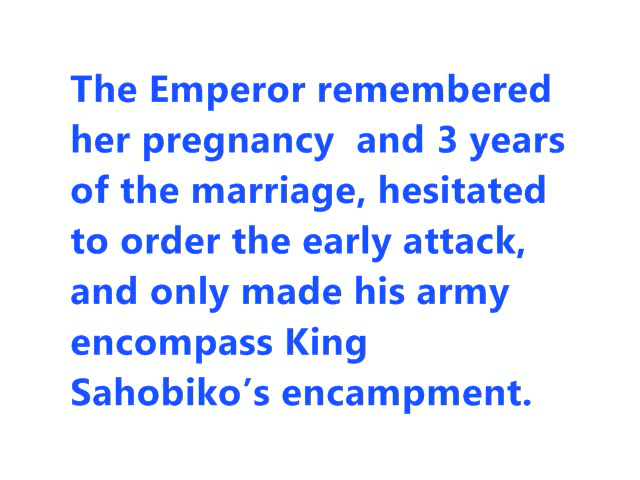 The Emperor remembered
her pregnancy  and 3 years
of the marriage, hesitated
to order the early attack,
and only made his army
encompass King
Sahobiko’s encampment.